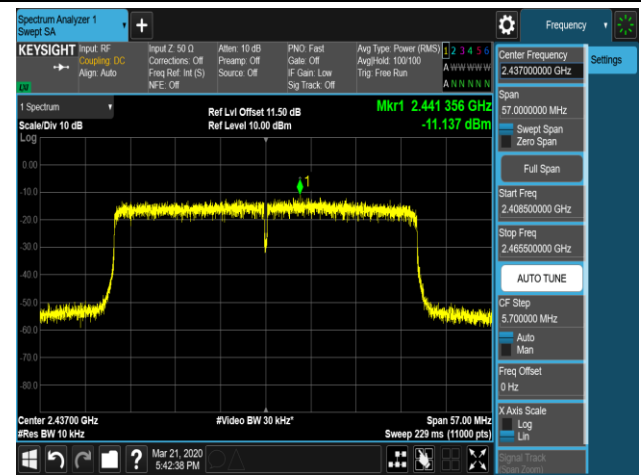 Spectrum Analyzer 1
Swept SA
Frequency
KEYSIGHT
Input: RF
Coupling: DC
Align: Auto
Input Z: 50 Ω
Corrections: Off
Freq Ref: Int (S)
NFE: Off
Atten: 10 dB
Preamp: Off
Source: Off
PNO: Fast
Gate: Off
IF Gain: Low
Sig Track: Off
Avg Type: Power (RMS)
Avg|Hold: 100/100
Trig: Free Run
1 2 3 4 5 6
A W W W W W
A N N N N N
1 Spectrum
Scale/Div 10 dB
Log
Ref Lvl Offset 11.50 dB
Ref Level 10.00 dBm
Mkr1 2.441 356 GHz
-11.137 dBm
1
0.00
-10.0
-20.0
-30.0
-40.0
-50.0
-60.0
-70.0
-80.0
Center 2.43700 GHz
#Res BW 10 kHz
#Video BW 30 kHz*
Span 57.00 MHz
Sweep 229 ms (11000 pts)
Center Frequency
2.437000000 GHz
Settings
Span
57.0000000 MHz
Swept Span
Zero Span
Full Span
Start Freq
2.408500000 GHz
Stop Freq
2.465500000 GHz
AUTO TUNE
CF Step
5.700000 MHz
Auto
Man
Freq Offset
0 Hz
X Axis Scale
Log
Lin
Signal Track
(Span Zoom)
?
Mar 21, 2020
5:42:38 PM